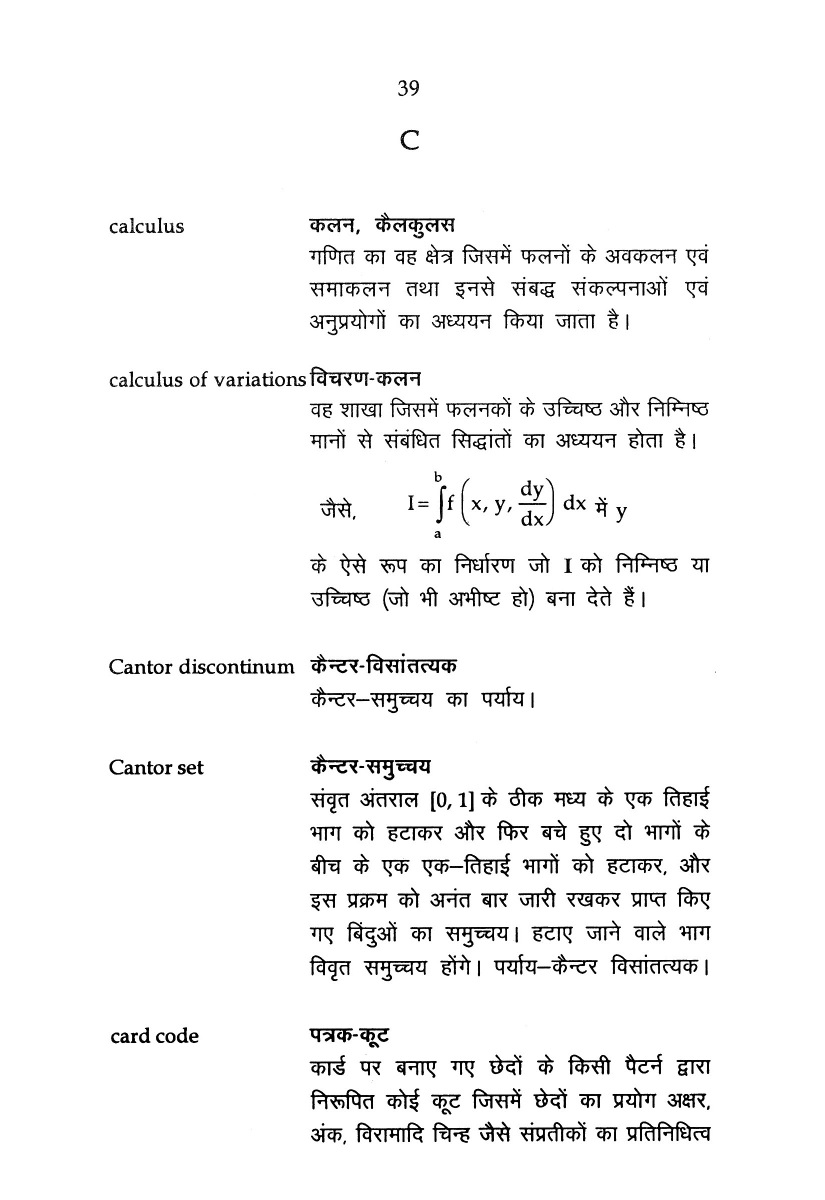 39
C
calculus कलन, कैलकुलस
गणित का वह क्षेत्र जिसमें फलनों के अवकलन एवं
समाकलन तथा इनसे संबद्ध संकल्पनाओं एवं
अनुप्रयोगों का अध्ययन किया जाता है।
calculus of variations विचरण-कलन
वह शाखा जिसमें फलनकों के उच्चिष्ठ और निम्निष्ठ
मानों से संबंधित सिद्धांतों का अध्ययन होता है।
जैसे, I= ∫_a^b f (x, y, dy/dx) dx में y
के ऐसे रूप का निर्धारण जो I को निम्निष्ठ या
उच्चिष्ठ (जो भी अभीष्ट हो) बना देते हैं।
Cantor discontinum कैन्टर-विसांतत्यक
कैन्टर–समुच्चय का पर्याय।
Cantor set कैन्टर-समुच्चय
संवृत अंतराल [0, 1] के ठीक मध्य के एक तिहाई
भाग को हटाकर और फिर बचे हुए दो भागों के
बीच के एक एक–तिहाई भागों को हटाकर, और
इस प्रक्रम को अनंत बार जारी रखकर प्राप्त किए
गए बिंदुओं का समुच्चय। हटाए जाने वाले भाग
विवृत समुच्चय होंगे। पर्याय–कैन्टर विसांतत्यक।
card code पत्रक-कूट
कार्ड पर बनाए गए छेदों के किसी पैटर्न द्वारा
निरूपित कोई कूट जिसमें छेदों का प्रयोग अक्षर,
अंक, विरामादि चिन्ह जैसे संप्रतीकों का प्रतिनिधित्व